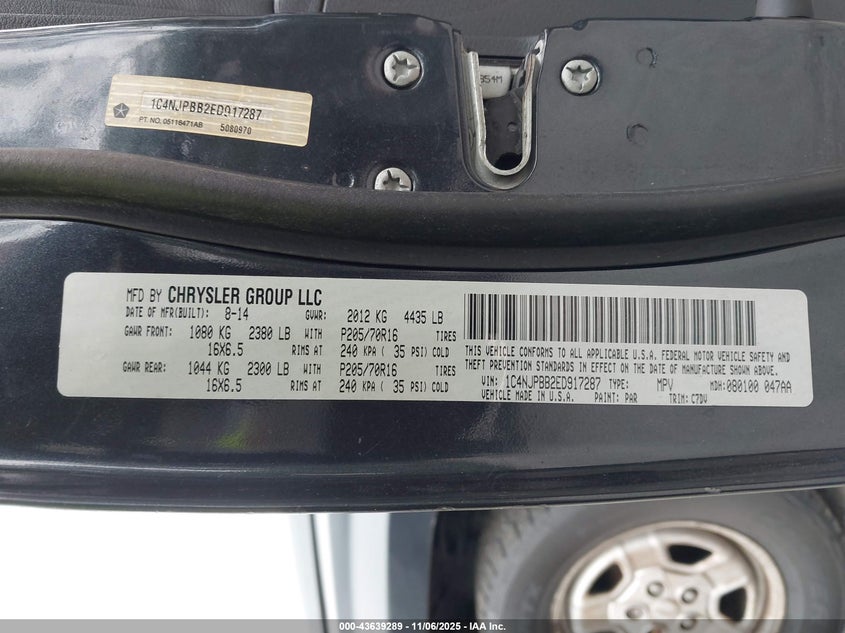 854M
1C4NJPBB2ED917287
PT. NO. 05116471AB 5080970
MFD BY CHRYSLER GROUP LLC
DATE OF MFR(BUILT): 8-14 GVWR: 2012 KG 4435 LB
GAWR FRONT: 1080 KG 2380 LB WITH P205/70R16 TIRES
16X6.5 RIMS AT 240 KPA ( 35 PSI) COLD
GAWR REAR: 1044 KG 2300 LB WITH P205/70R16 TIRES
16X6.5 RIMS AT 240 KPA ( 35 PSI) COLD
THIS VEHICLE CONFORMS TO ALL APPLICABLE U.S.A. FEDERAL MOTOR VEHICLE SAFETY AND
THEFT PREVENTION STANDARDS IN EFFECT ON THE DATE OF MANUFACTURE SHOWN ABOVE.
VIN: 1C4NJPBB2ED917287 TYPE: MPV MDH: 080100 047AA
VEHICLE MADE IN U.S.A. PAINT: PAR TRIM: C7DV
000-43639289 - 11/06/2025 - IAA Inc.